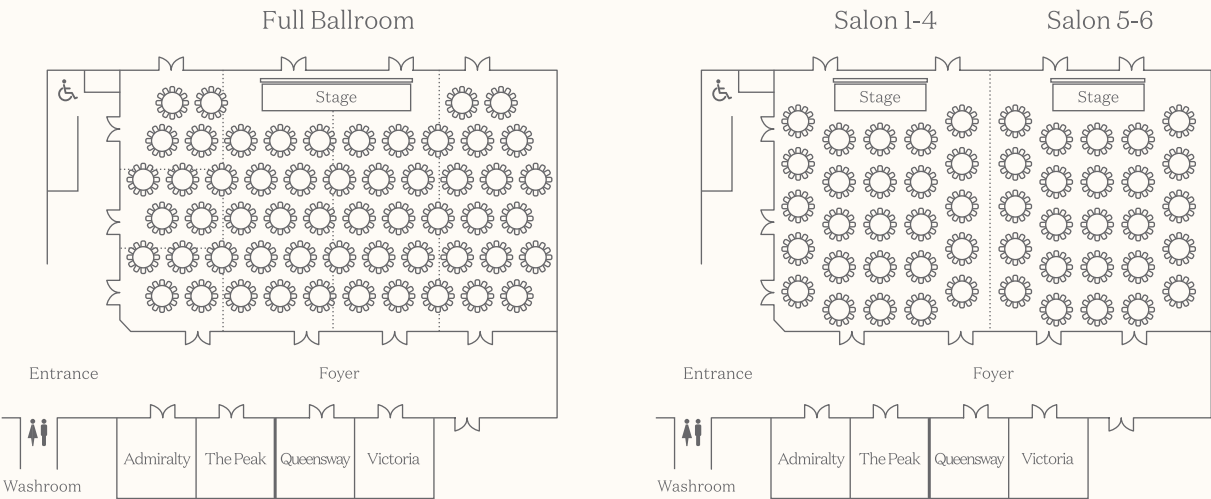 Full Ballroom
Stage
Entrance
Foyer
Admiralty
The Peak
Queensway
Victoria
Washroom
Salon 1-4
Salon 5-6
Stage
Stage
Entrance
Foyer
Admiralty
The Peak
Queensway
Victoria
Washroom